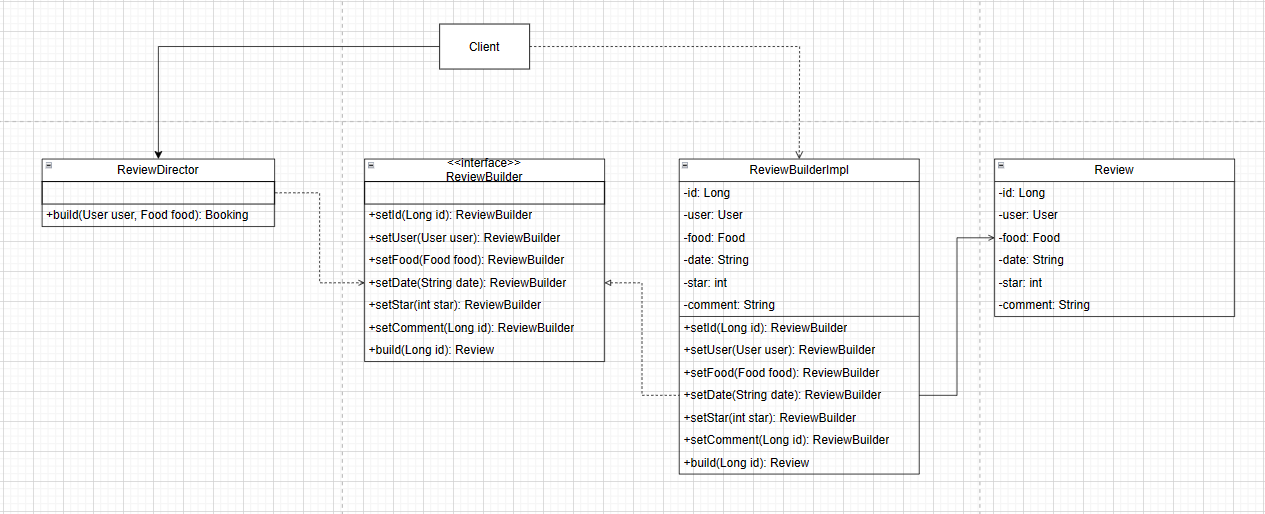 Client
ReviewDirector
+build(User user, Food food): Booking
<<interface>>
ReviewBuilder
+setId(Long id): ReviewBuilder
+setUser(User user): ReviewBuilder
+setFood(Food food): ReviewBuilder
+setDate(String date): ReviewBuilder
+setStar(int star): ReviewBuilder
+setComment(Long id): ReviewBuilder
+build(Long id): Review
ReviewBuilderImpl
-id: Long
-user: User
-food: Food
-date: String
-star: int
-comment: String
+setId(Long id): ReviewBuilder
+setUser(User user): ReviewBuilder
+setFood(Food food): ReviewBuilder
+setDate(String date): ReviewBuilder
+setStar(int star): ReviewBuilder
+setComment(Long id): ReviewBuilder
+build(Long id): Review
Review
-id: Long
-user: User
-food: Food
-date: String
-star: int
-comment: String